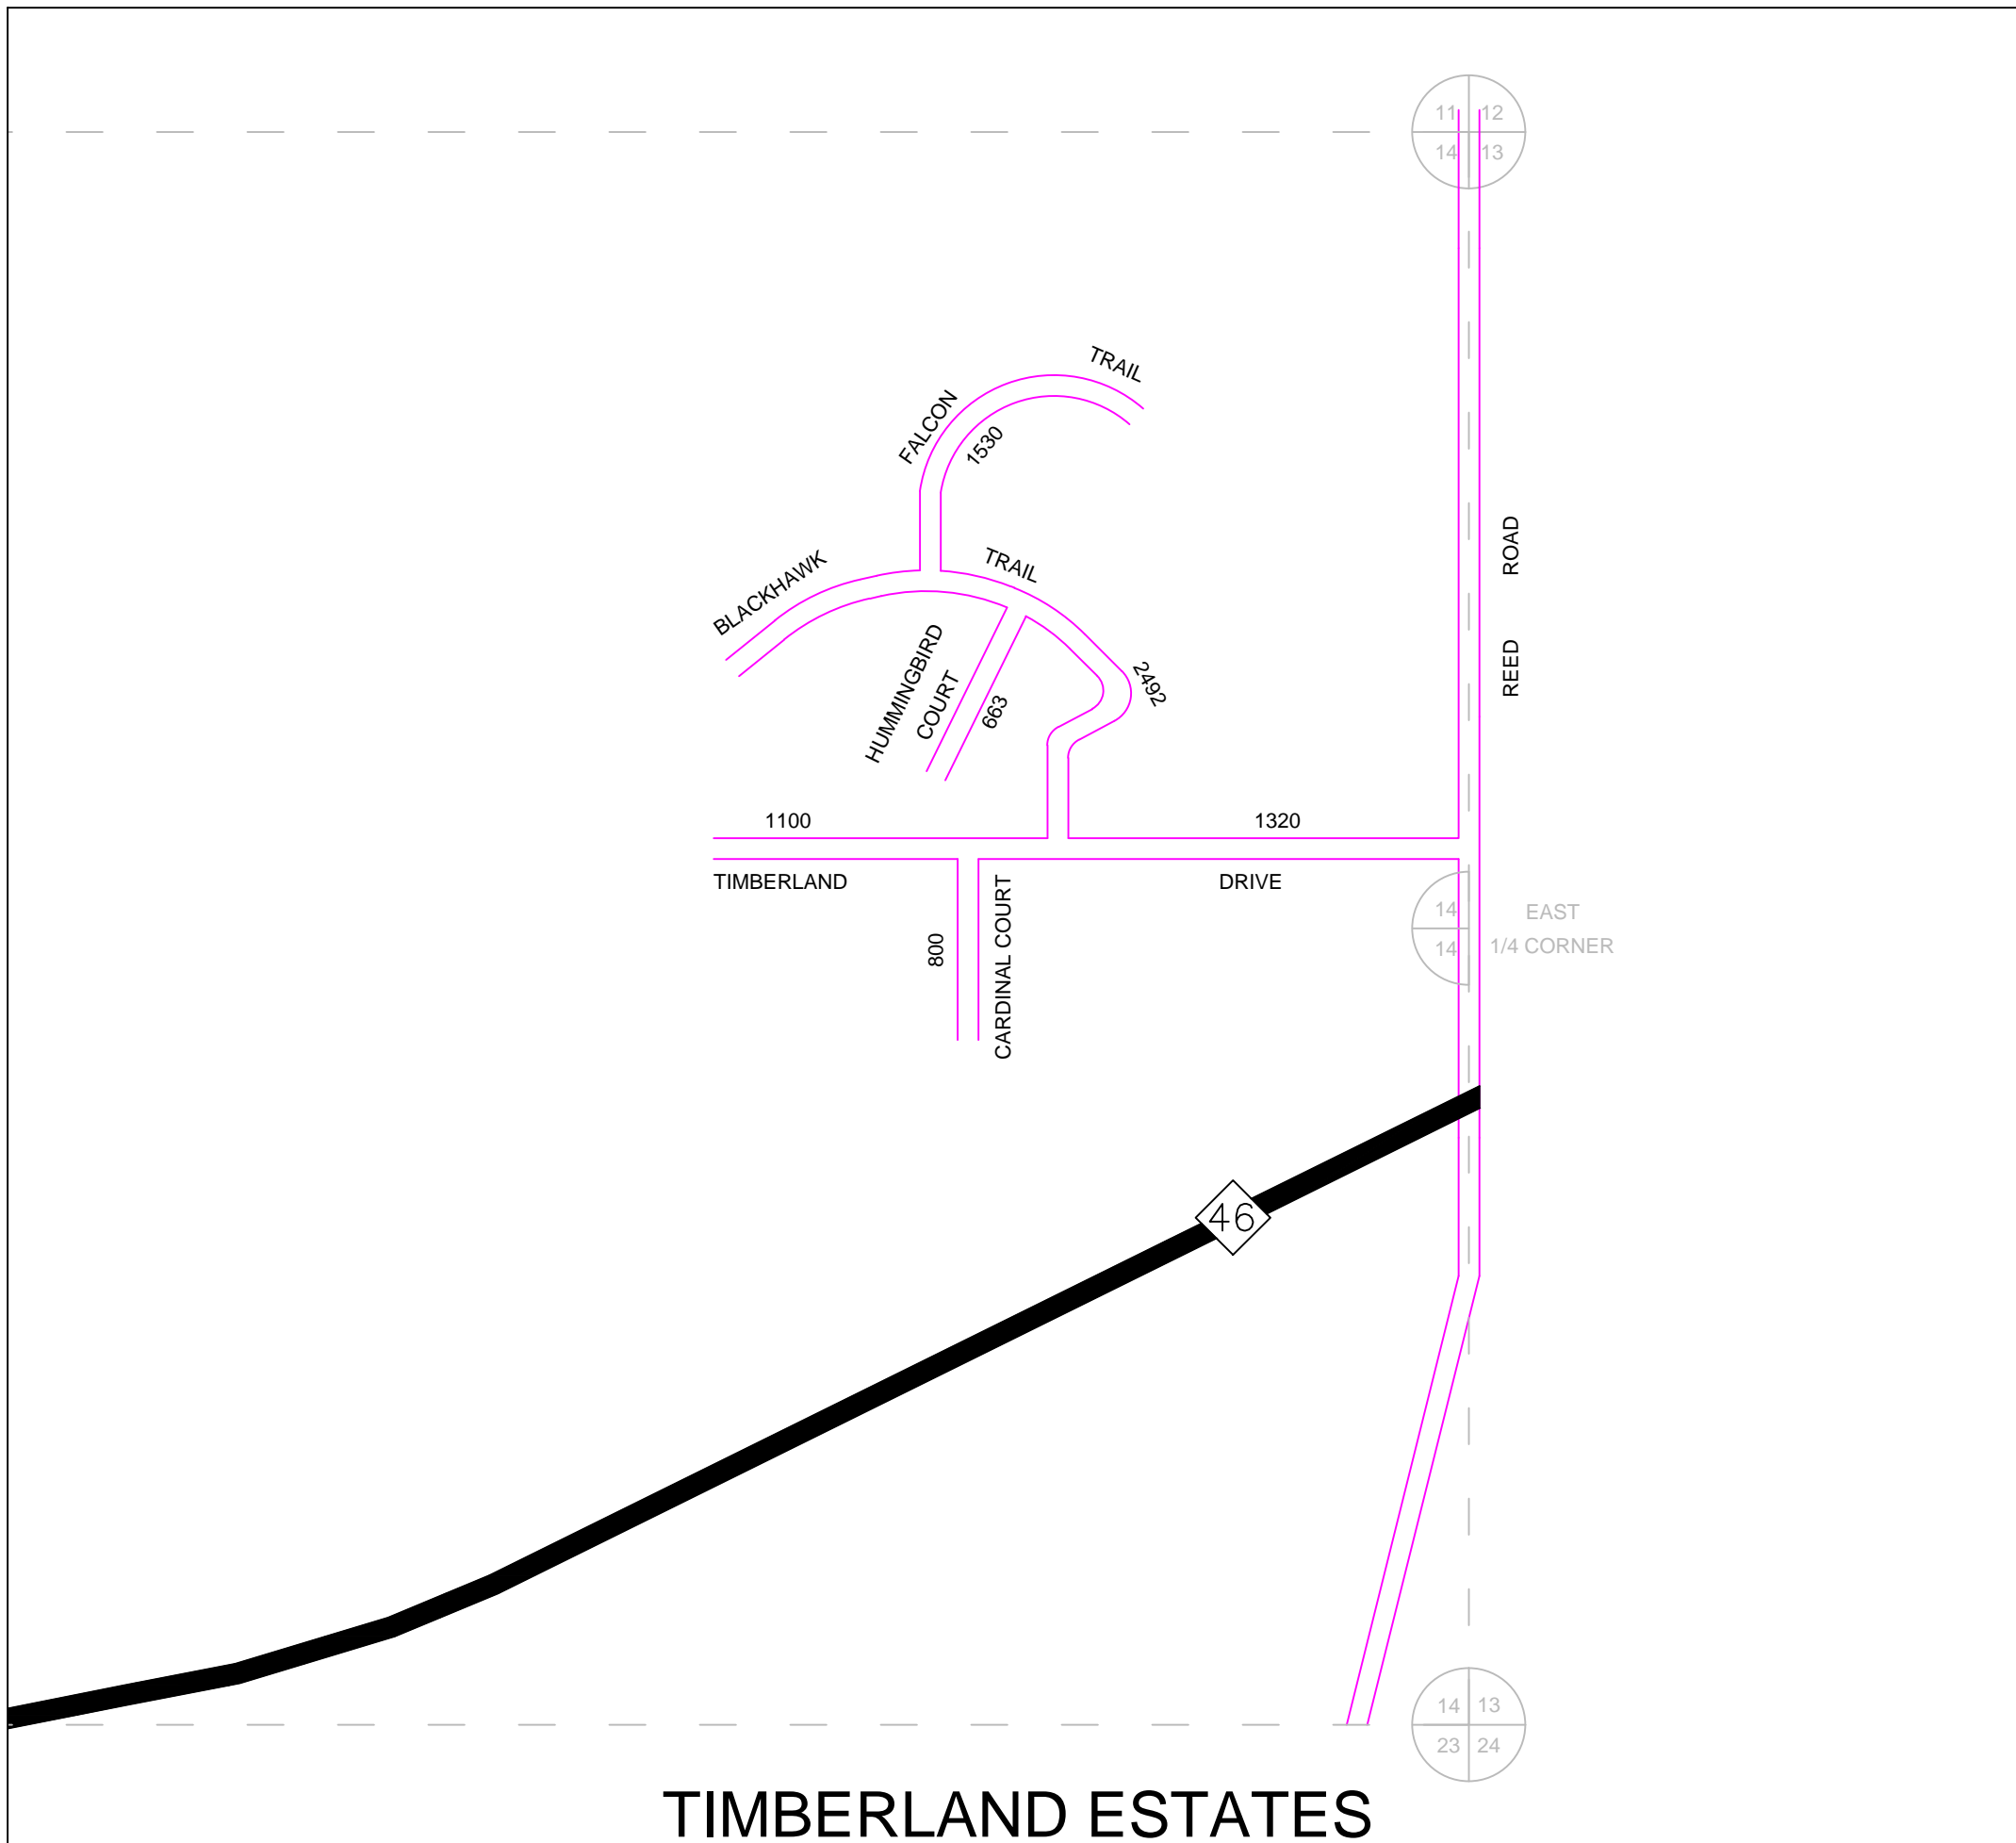 11 12
14 13
TRAIL
FALCON
1530
ROAD
REED
BLACKHAWK
TRAIL
HUMMINGBIRD
COURT
663
2492
1100
1320
TIMBERLAND
DRIVE
CARDINAL COURT
800
14
14
EAST
1/4 CORNER
46
14 13
23 24
TIMBERLAND ESTATES